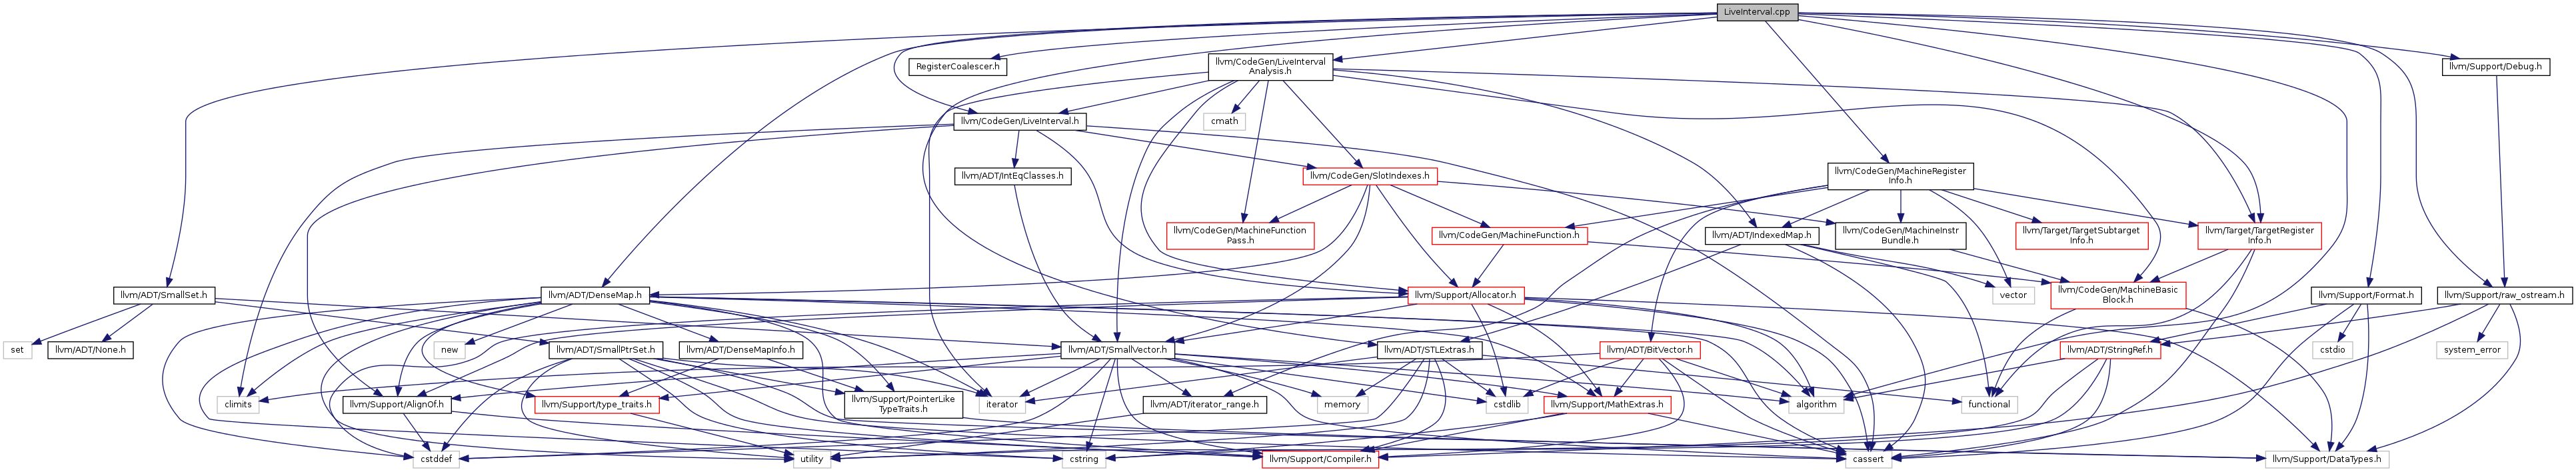 LiveInterval.cpp
RegisterCoalescer.h
llvm/CodeGen/LiveInterval
Analysis.h
llvm/Support/Debug.h
llvm/CodeGen/LiveInterval.h
cmath
llvm/ADT/IntEqClasses.h
llvm/CodeGen/SlotIndexes.h
llvm/CodeGen/MachineRegister
Info.h
llvm/CodeGen/MachineFunction
Pass.h
llvm/CodeGen/MachineFunction.h
llvm/ADT/IndexedMap.h
llvm/CodeGen/MachineInstr
Bundle.h
llvm/Target/TargetSubtarget
Info.h
llvm/Target/TargetRegister
Info.h
llvm/ADT/SmallSet.h
llvm/ADT/DenseMap.h
llvm/Support/Allocator.h
vector
llvm/CodeGen/MachineBasic
Block.h
llvm/Support/Format.h
llvm/Support/raw_ostream.h
set
llvm/ADT/None.h
new
llvm/ADT/SmallPtrSet.h
llvm/ADT/DenseMapInfo.h
llvm/ADT/SmallVector.h
llvm/ADT/STLExtras.h
llvm/ADT/BitVector.h
llvm/ADT/StringRef.h
cstdio
system_error
climits
llvm/Support/AlignOf.h
llvm/Support/type_traits.h
llvm/Support/PointerLike
TypeTraits.h
iterator
llvm/ADT/iterator_range.h
memory
cstdlib
llvm/Support/MathExtras.h
algorithm
functional
cstddef
utility
cstring
llvm/Support/Compiler.h
cassert
llvm/Support/DataTypes.h